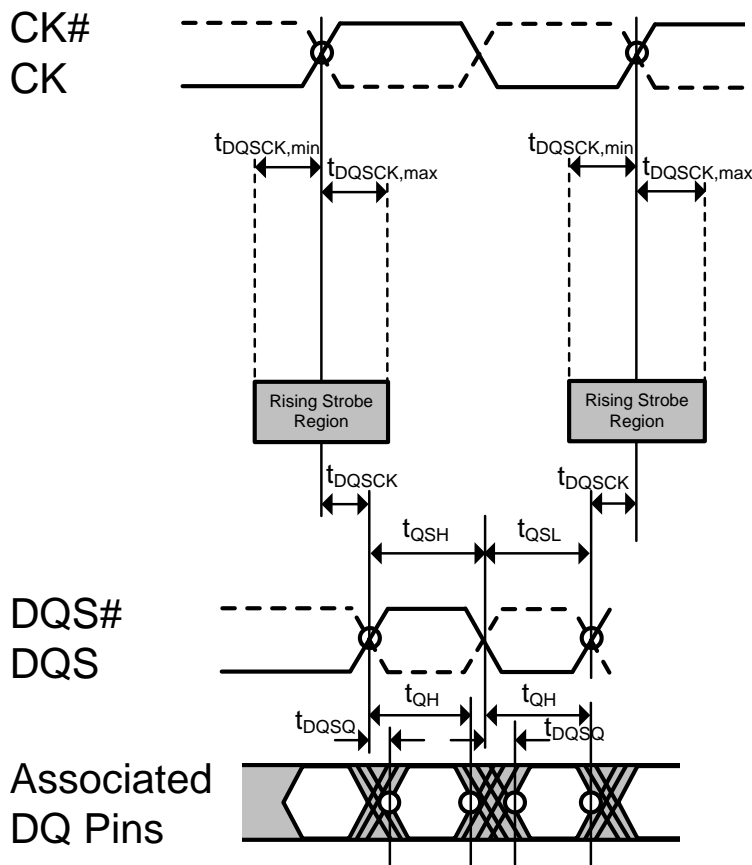 CK#
CK
tDQSCK,min
tDQSCK,min
tDQSCK,max
tDQSCK,max
Rising Strobe
Region
Rising Strobe
Region
tDQSCK
tDQSCK
tQSH
tQSL
DQS#
DQS
tQH
tQH
tDQSQ
tDQSQ
Associated
DQ Pins